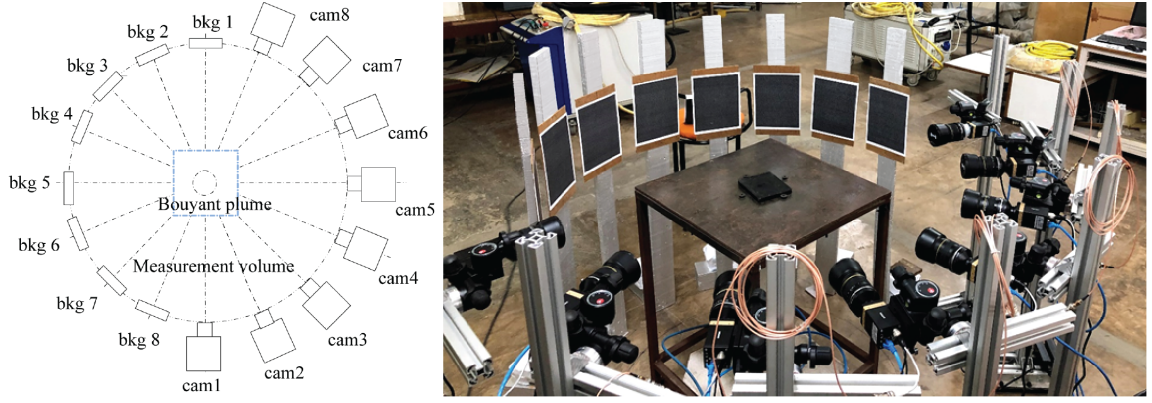 bkg 1
cam8
bkg 2
cam7
bkg 3
bkg 4
cam6
bkg 5
Bouyant plume
cam5
bkg 6
Measurement volume
cam4
bkg 7
bkg 8
cam3
cam2
cam1